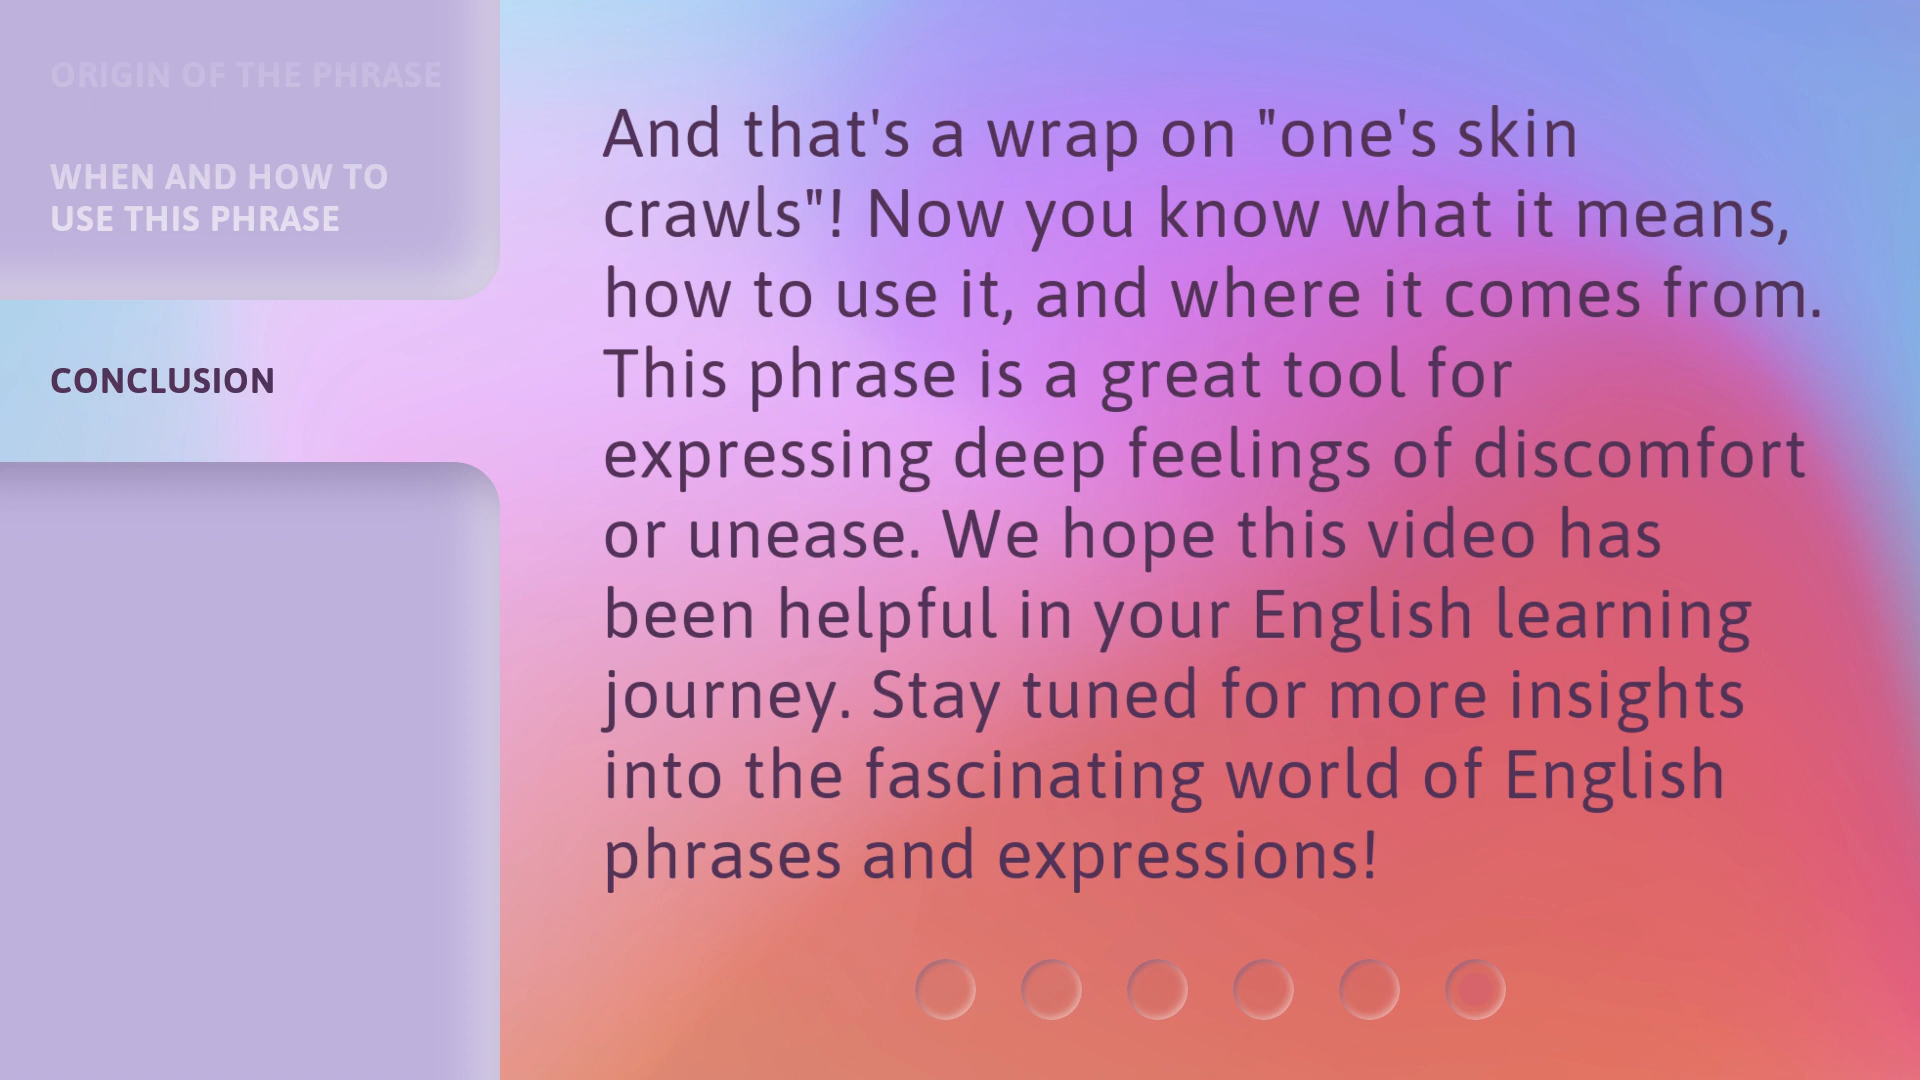 ORIGIN OF THE PHRASE
WHEN AND HOW TO
USE THIS PHRASE
CONCLUSION
And that's a wrap on "one's skin
crawls"! Now you know what it means,
how to use it, and where it comes from.
This phrase is a great tool for
expressing deep feelings of discomfort
or unease. We hope this video has
been helpful in your English learning
journey. Stay tuned for more insights
into the fascinating world of English
phrases and expressions!